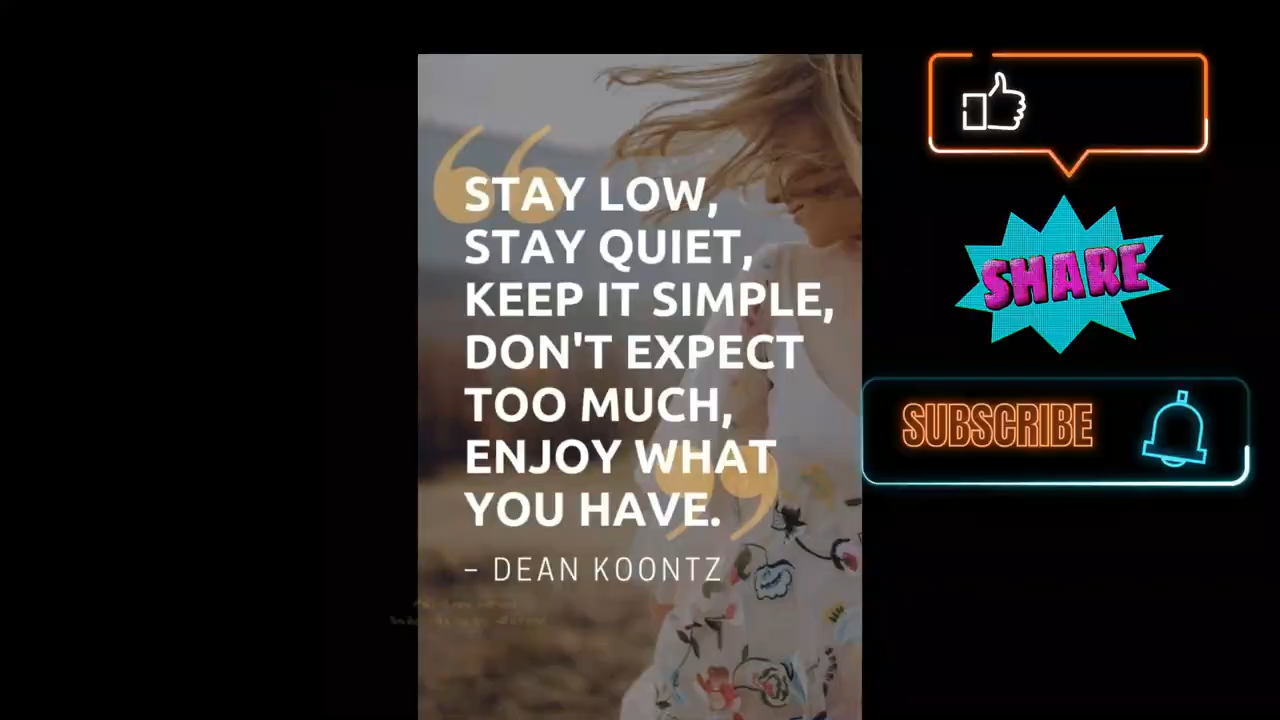 STAY LOW,
STAY QUIET,
KEEP IT SIMPLE,
DON'T EXPECT
TOO MUCH,
ENJOY WHAT
YOU HAVE.
– DEAN KOONTZ
SHARE
SUBSCRIBE